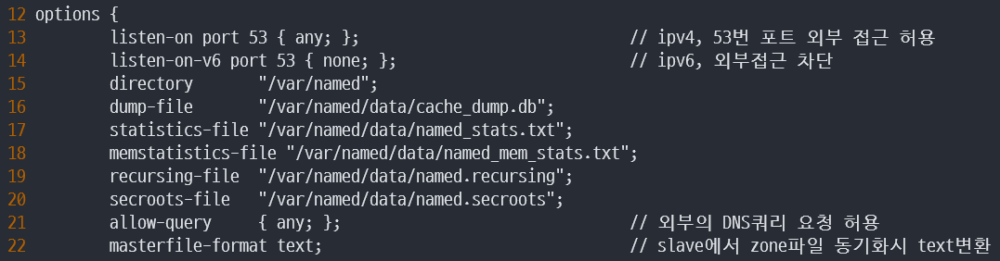 12 options {
13         listen-on port 53 { any; };                             // ipv4, 53번 포트 외부 접근 허용
14         listen-on-v6 port 53 { none; };                         // ipv6, 외부접근 차단
15         directory       "/var/named";
16         dump-file       "/var/named/data/cache_dump.db";
17         statistics-file "/var/named/data/named_stats.txt";
18         memstatistics-file "/var/named/data/named_mem_stats.txt";
19         recursing-file  "/var/named/data/named.recursing";
20         secroots-file   "/var/named/data/named.secroots";
21         allow-query     { any; };                               // 외부의 DNS쿼리 요청 허용
22         masterfile-format text;                                 // slave에서 zone파일 동기화시 text변환